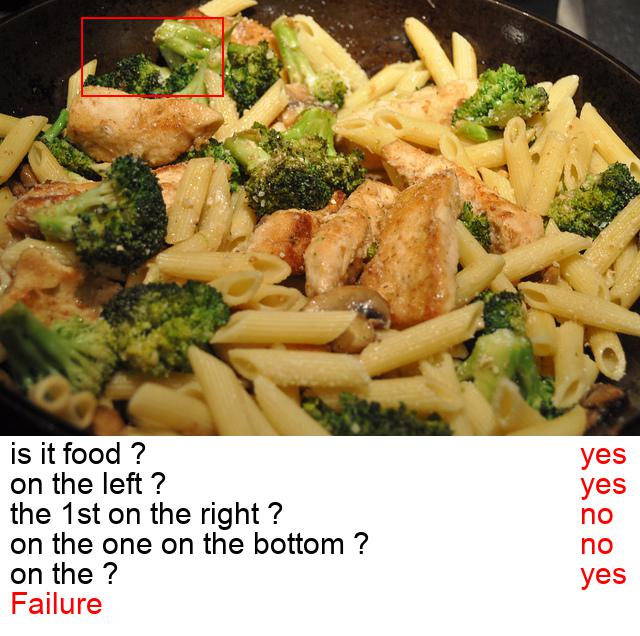 is it food ? yes
on the left ? yes
the 1st on the right ? no
on the one on the bottom ? no
on the ? yes
Failure